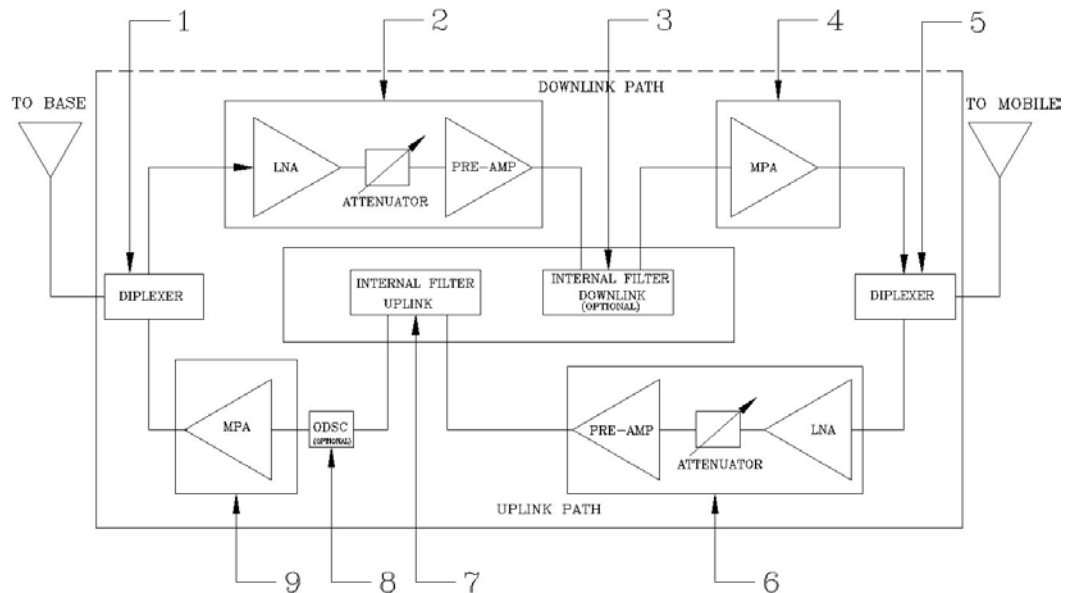 1
2
3
4
5
TO BASE
DOWNLINK PATH
TO MOBILE
LNA
ATTENUATOR
PRE-AMP
MPA
DIPLEXER
INTERNAL FILTER
UPLINK
INTERNAL FILTER
DOWNLINK
(OPTIONAL)
DIPLEXER
MPA
ODSC
(OPTIONAL)
PRE-AMP
ATTENUATOR
LNA
UPLINK PATH
9
8
7
6